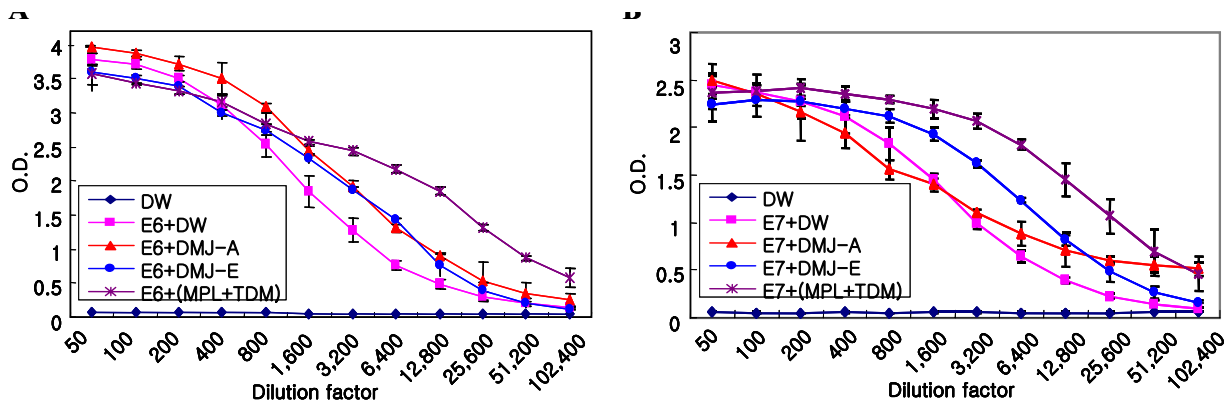 A
4
3.5
3
2.5
2
1.5
1
0.5
0
O.D.
DW
E6+DW
E6+DMJ-A
E6+DMJ-E
E6+(MPL+TDM)
50
100
200
400
800
1,600
3,200
6,400
12,800
25,600
51,200
102,400
Dilution factor
B
3
2.5
2
1.5
1
0.5
0
O.D.
DW
E7+DW
E7+DMJ-A
E7+DMJ-E
E7+(MPL+TDM)
50
100
200
400
800
1,600
3,200
6,400
12,800
25,600
51,200
102,400
Dilution factor